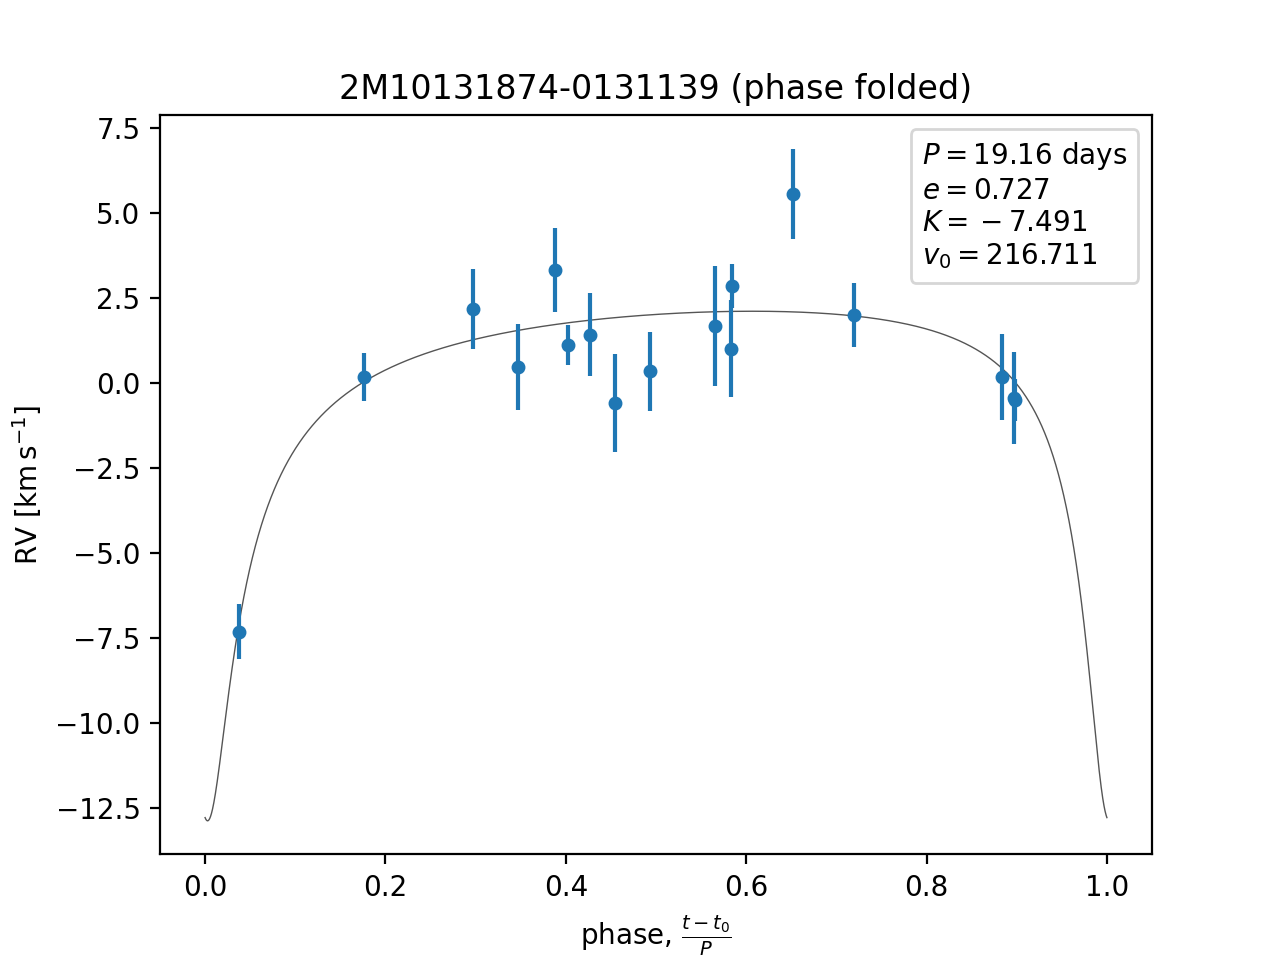 2M10131874-0131139 (phase folded)
P = 19.16 days
e = 0.727
K = −7.491
v₀ = 216.711
7.5
5.0
2.5
0.0
−2.5
−5.0
−7.5
−10.0
−12.5
RV [km s⁻¹]
0.0 0.2 0.4 0.6 0.8 1.0
phase, (t − t₀)/P